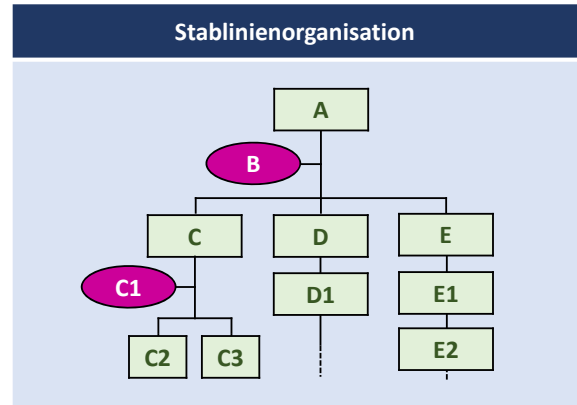 Stablinienorganisation
A
B
C D E
C1 D1 E1
C2 C3 E2